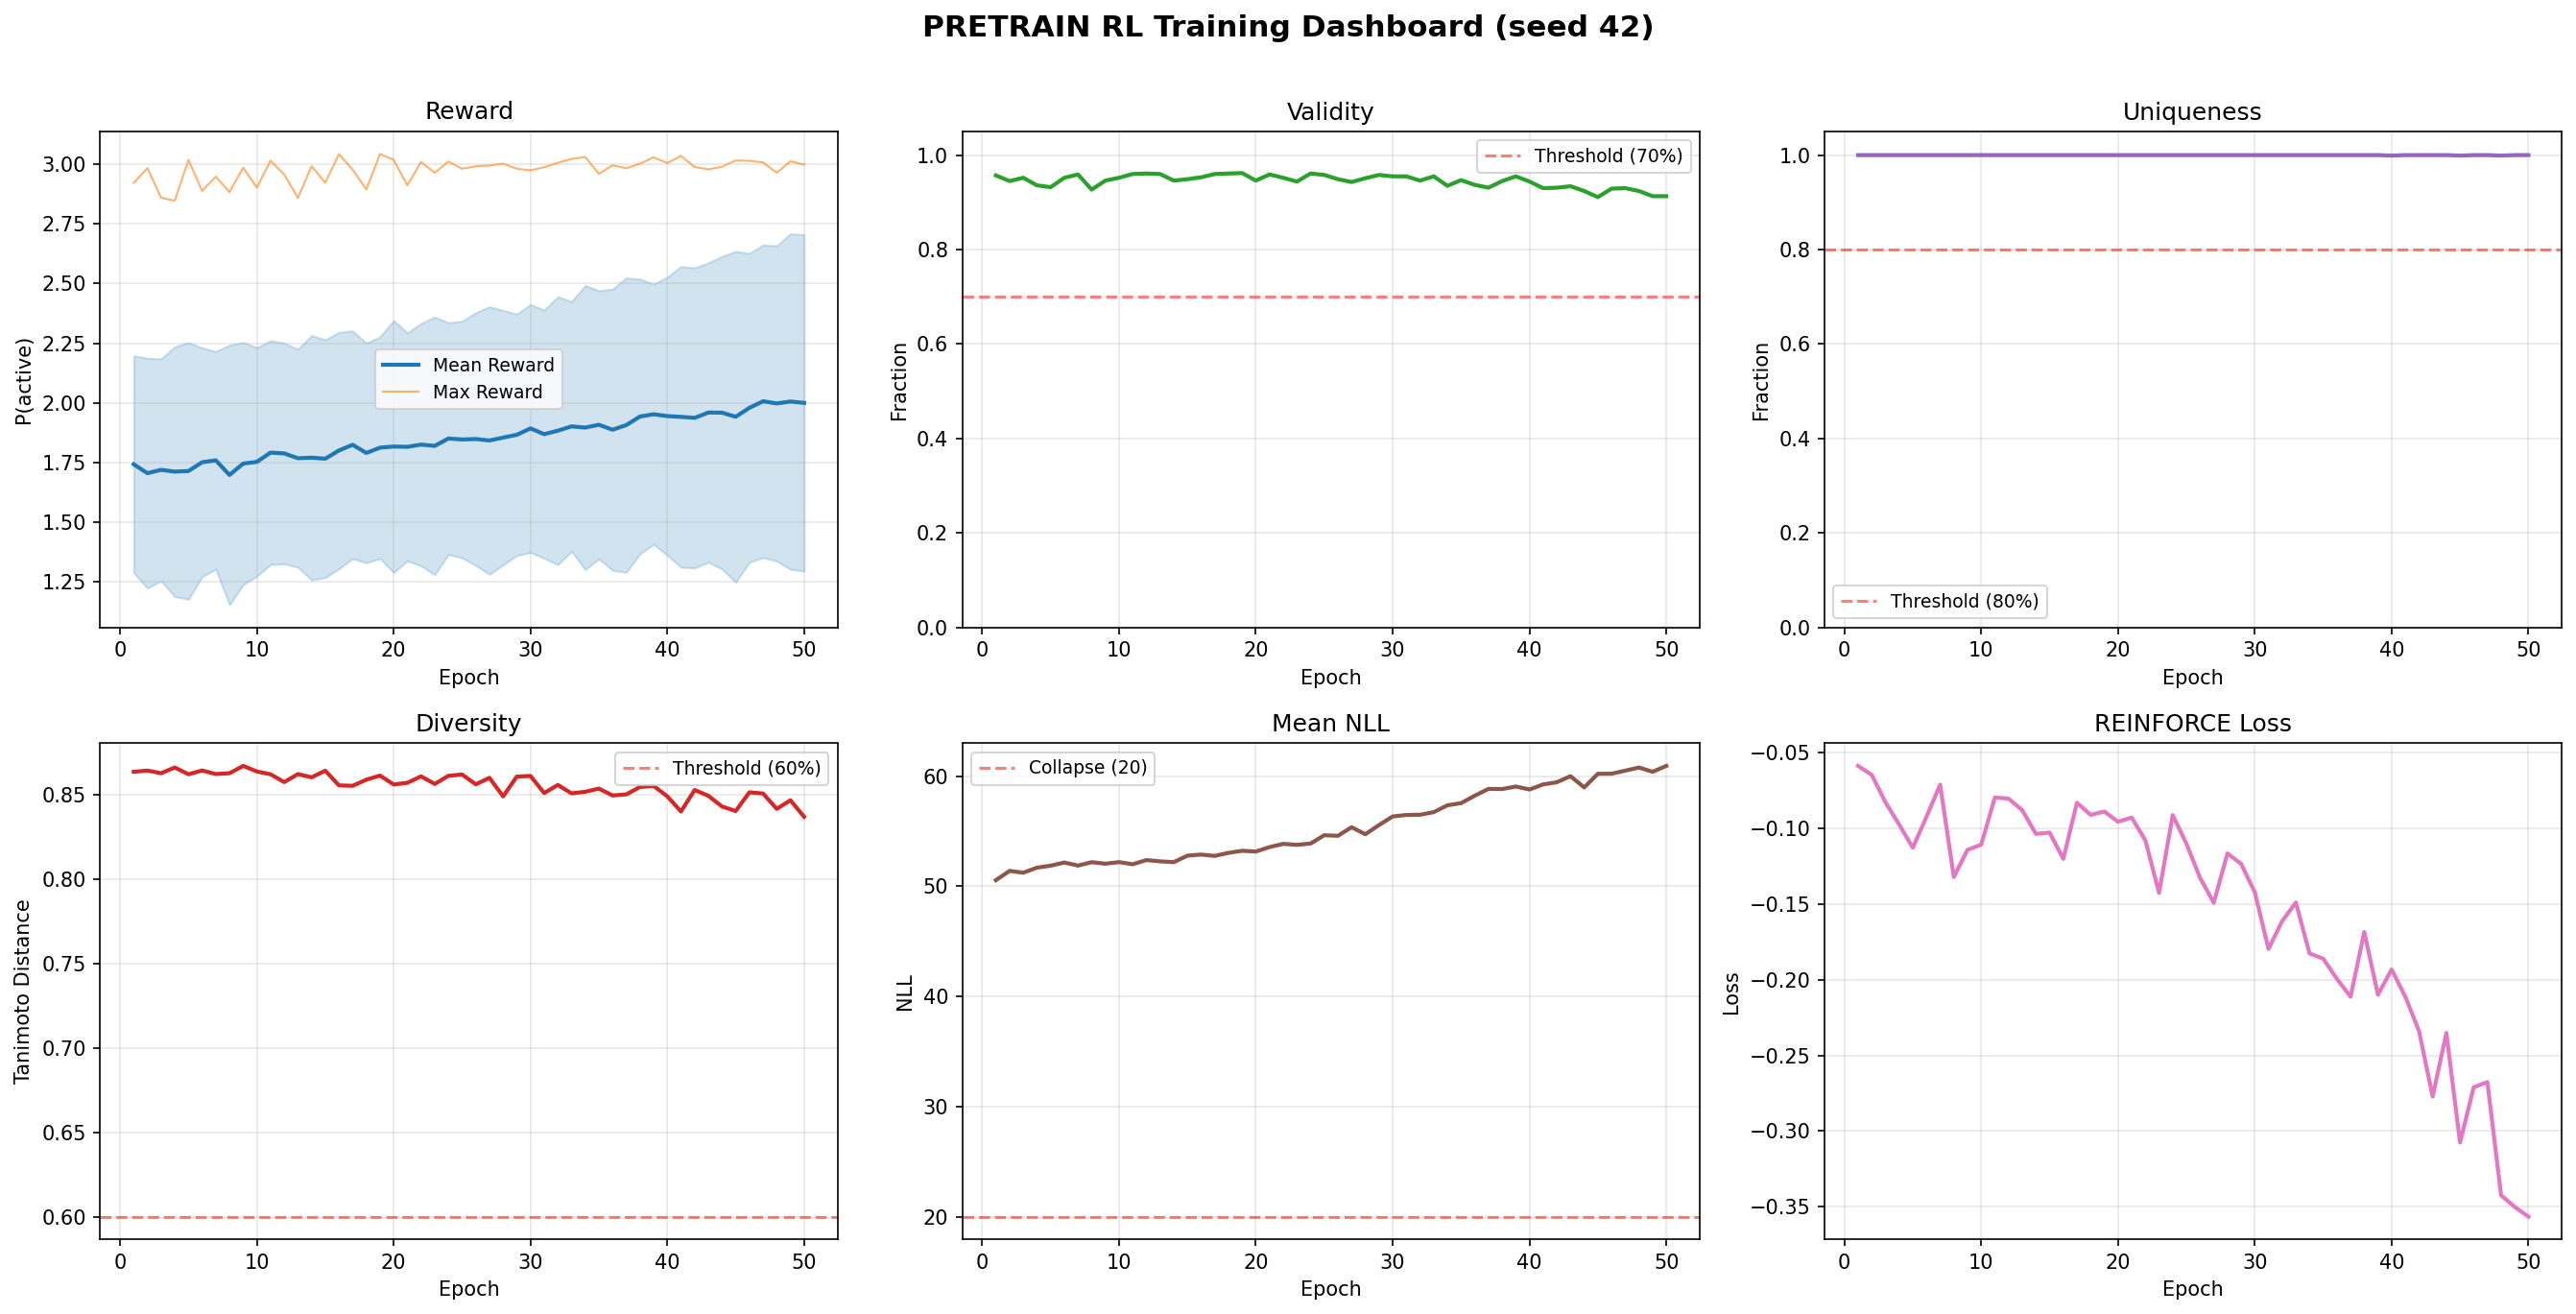 PRETRAIN RL Training Dashboard (seed 42)
Reward
P(active)
3.00
2.75
2.50
2.25
2.00
1.75
1.50
1.25
Mean Reward
Max Reward
0 10 20 30 40 50
Epoch
Validity
Fraction
1.0
0.8
0.6
0.4
0.2
0.0
Threshold (70%)
0 10 20 30 40 50
Epoch
Uniqueness
Fraction
1.0
0.8
0.6
0.4
0.2
0.0
Threshold (80%)
0 10 20 30 40 50
Epoch
Diversity
Tanimoto Distance
0.85
0.80
0.75
0.70
0.65
0.60
Threshold (60%)
0 10 20 30 40 50
Epoch
Mean NLL
NLL
60
50
40
30
20
Collapse (20)
0 10 20 30 40 50
Epoch
REINFORCE Loss
Loss
−0.05
−0.10
−0.15
−0.20
−0.25
−0.30
−0.35
0 10 20 30 40 50
Epoch